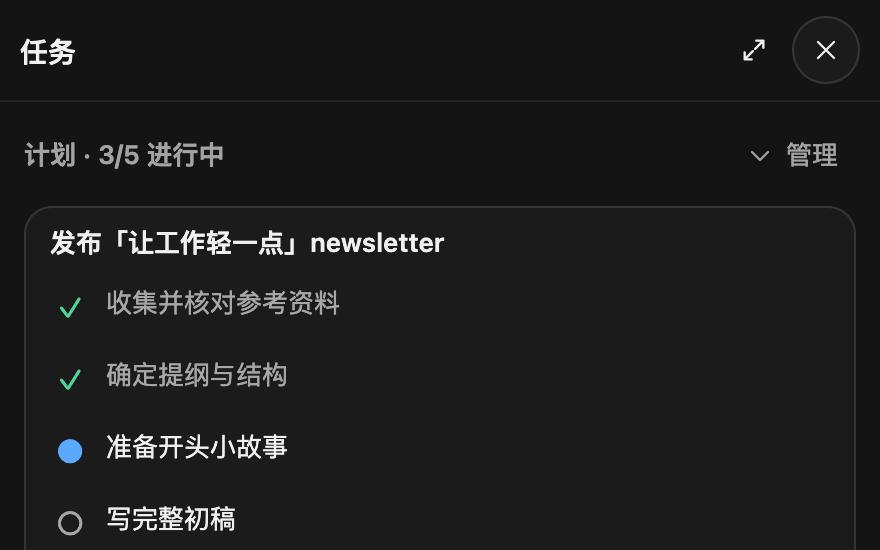 任务
计划 · 3/5 进行中
管理
发布「让工作轻一点」newsletter
收集并核对参考资料
确定提纲与结构
准备开头小故事
写完整初稿